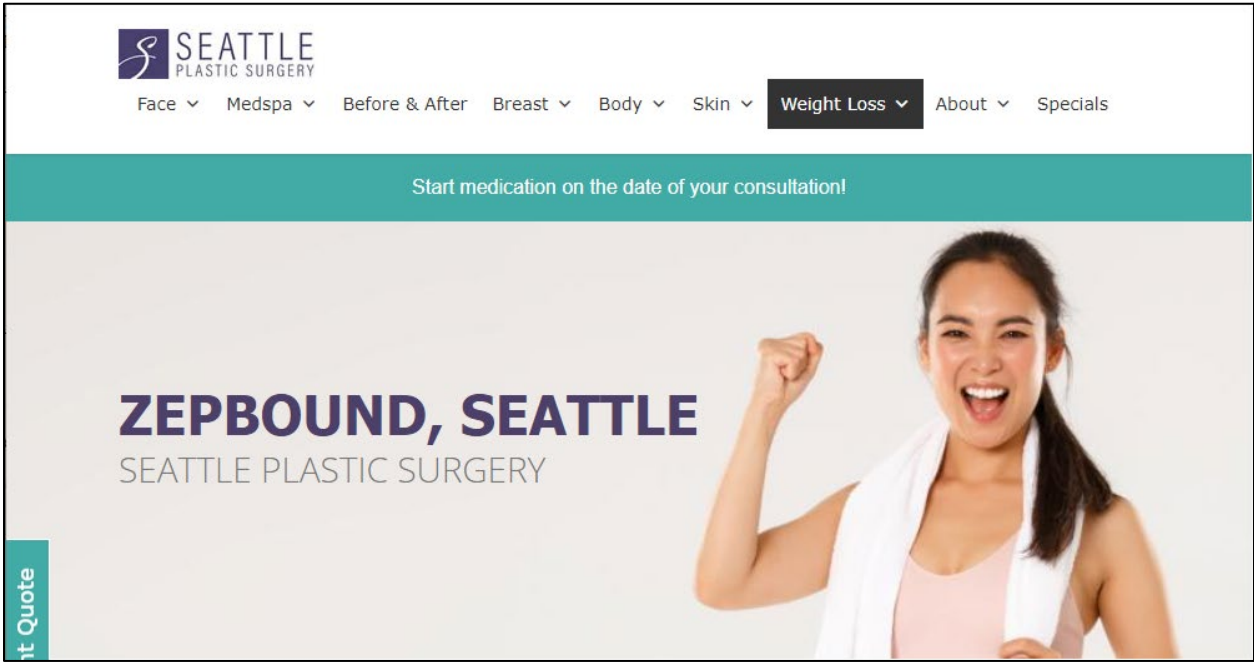 SEATTLE
PLASTIC SURGERY
Face Medspa Before & After Breast Body Skin Weight Loss About Specials
Start medication on the date of your consultation!
ZEPBOUND, SEATTLE
SEATTLE PLASTIC SURGERY
nt Quote